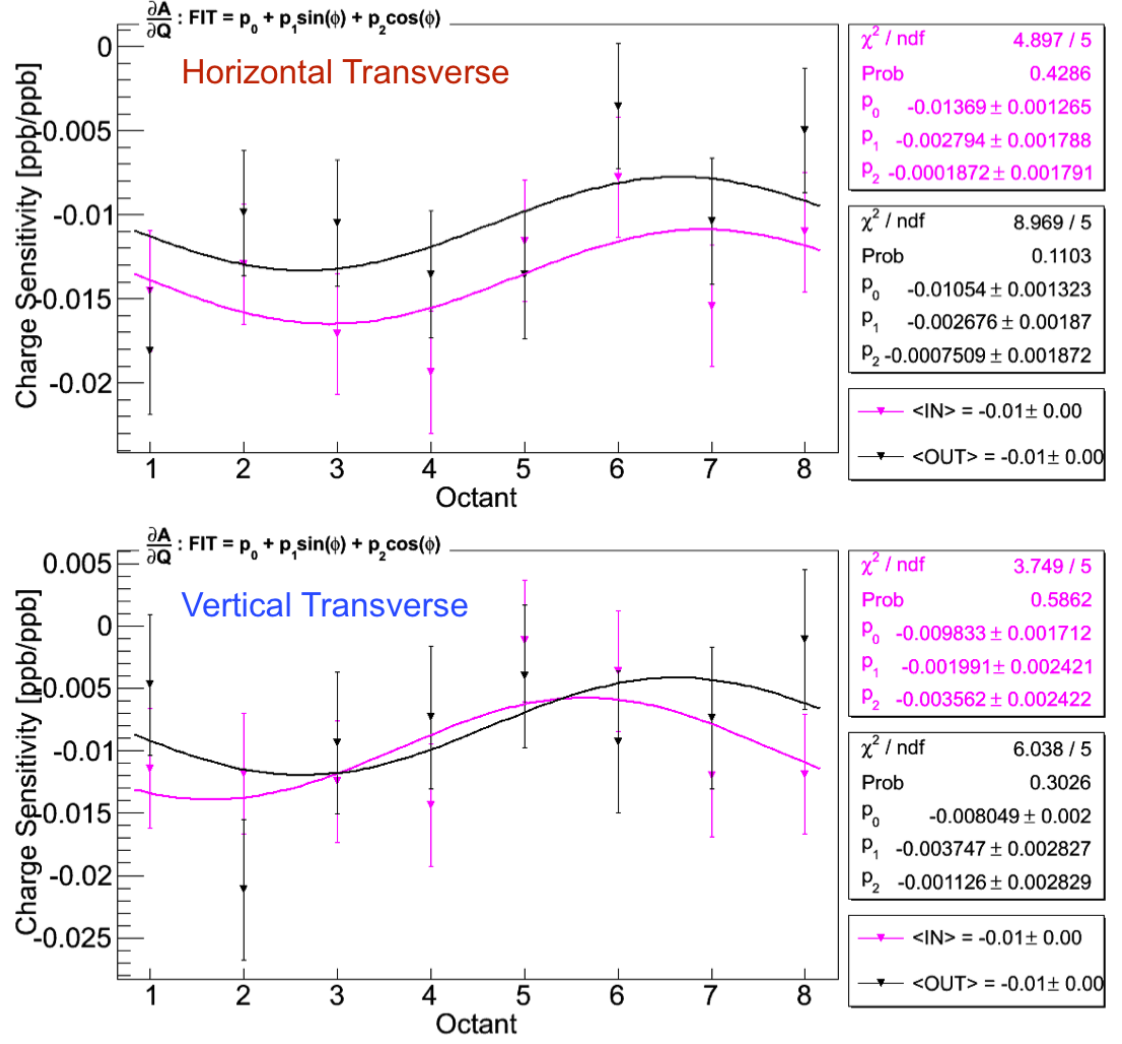 ∂A/∂Q : FIT = p0 + p1sin(ϕ) + p2cos(ϕ)
Horizontal Transverse
Charge Sensitivity [ppb/ppb]
0
-0.005
-0.01
-0.015
-0.02
1 2 3 4 5 6 7 8
Octant
χ² / ndf 4.897 / 5
Prob 0.4286
p0 -0.01369 ± 0.001265
p1 -0.002794 ± 0.001788
p2 -0.0001872 ± 0.001791
χ² / ndf 8.969 / 5
Prob 0.1103
p0 -0.01054 ± 0.001323
p1 -0.002676 ± 0.00187
p2 -0.0007509 ± 0.001872
<IN> = -0.01± 0.00
<OUT> = -0.01± 0.00
∂A/∂Q : FIT = p0 + p1sin(ϕ) + p2cos(ϕ)
Vertical Transverse
Charge Sensitivity [ppb/ppb]
0.005
0
-0.005
-0.01
-0.015
-0.02
-0.025
1 2 3 4 5 6 7 8
Octant
χ² / ndf 3.749 / 5
Prob 0.5862
p0 -0.009833 ± 0.001712
p1 -0.001991 ± 0.002421
p2 -0.003562 ± 0.002422
χ² / ndf 6.038 / 5
Prob 0.3026
p0 -0.008049 ± 0.002
p1 -0.003747 ± 0.002827
p2 -0.001126 ± 0.002829
<IN> = -0.01± 0.00
<OUT> = -0.01± 0.00